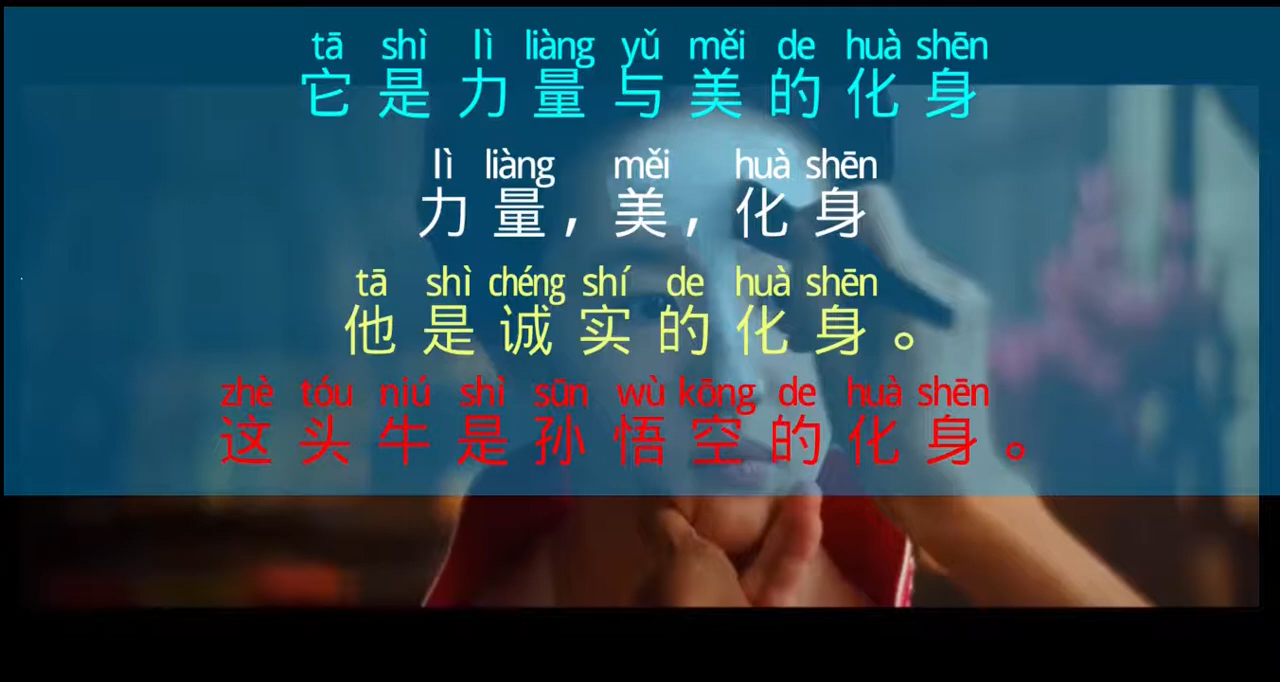 tā shì lì liàng yǔ měi de huà shēn
它是力量与美的化身
lì liàng měi huà shēn
力量,美,化身
tā shì chéng shí de huà shēn
他是诚实的化身。
zhè tóu niú shì sūn wù kōng de huà shēn
这头牛是孙悟空的化身。